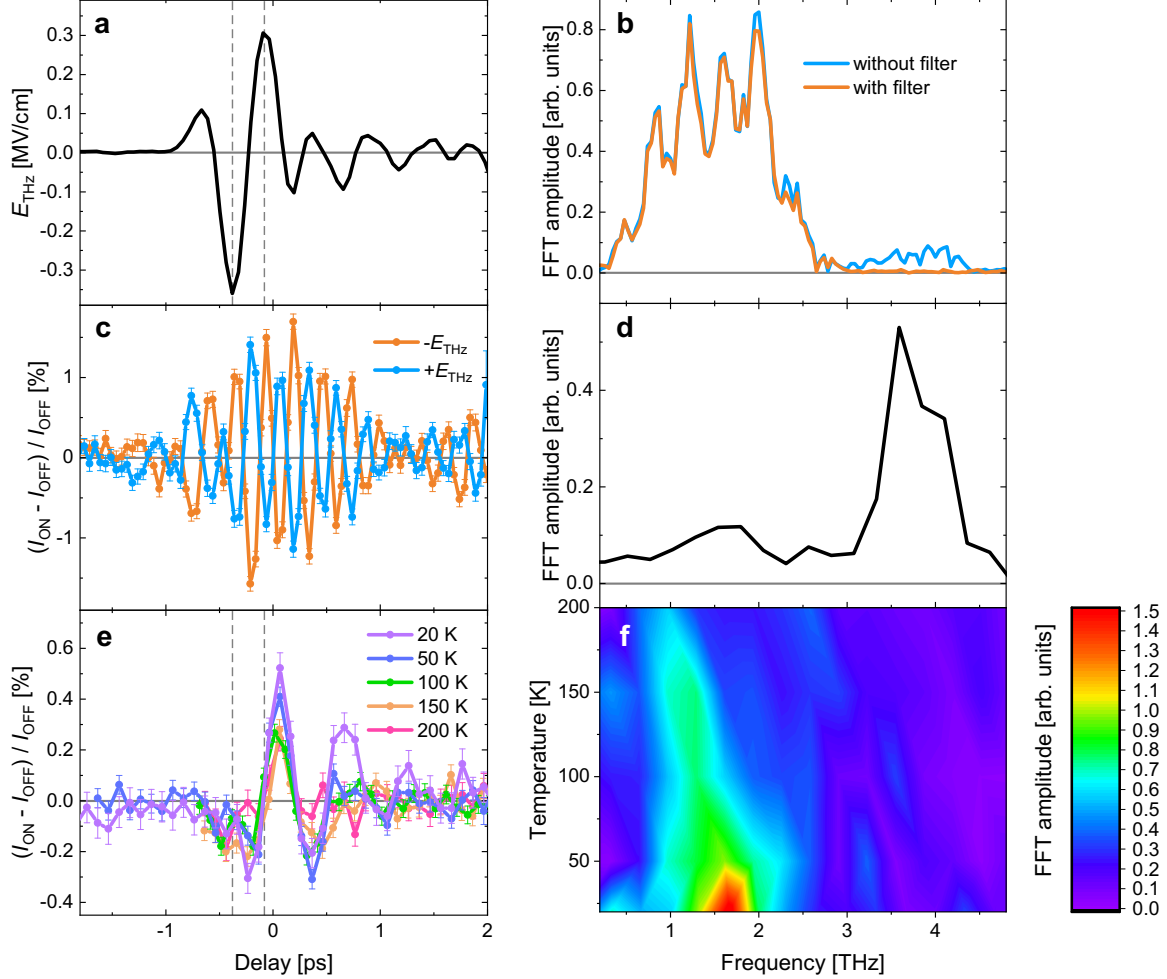 a
0.3
0.2
0.1
0.0
-0.1
-0.2
-0.3
E_THz [MV/cm]
b
without filter
with filter
0.8
0.6
0.4
0.2
0.0
FFT amplitude [arb. units]
c
-E_THz
+E_THz
1
0
-1
(I_ON - I_OFF) / I_OFF [%]
d
0.4
0.2
0.0
FFT amplitude [arb. units]
e
20 K
50 K
100 K
150 K
200 K
0.6
0.4
0.2
0.0
-0.2
-0.4
(I_ON - I_OFF) / I_OFF [%]
-1
0
1
2
Delay [ps]
f
200
150
100
50
Temperature [K]
1
2
3
4
Frequency [THz]
FFT amplitude [arb. units]
1.5
1.4
1.3
1.2
1.1
1.0
0.9
0.8
0.7
0.6
0.5
0.4
0.3
0.2
0.1
0.0